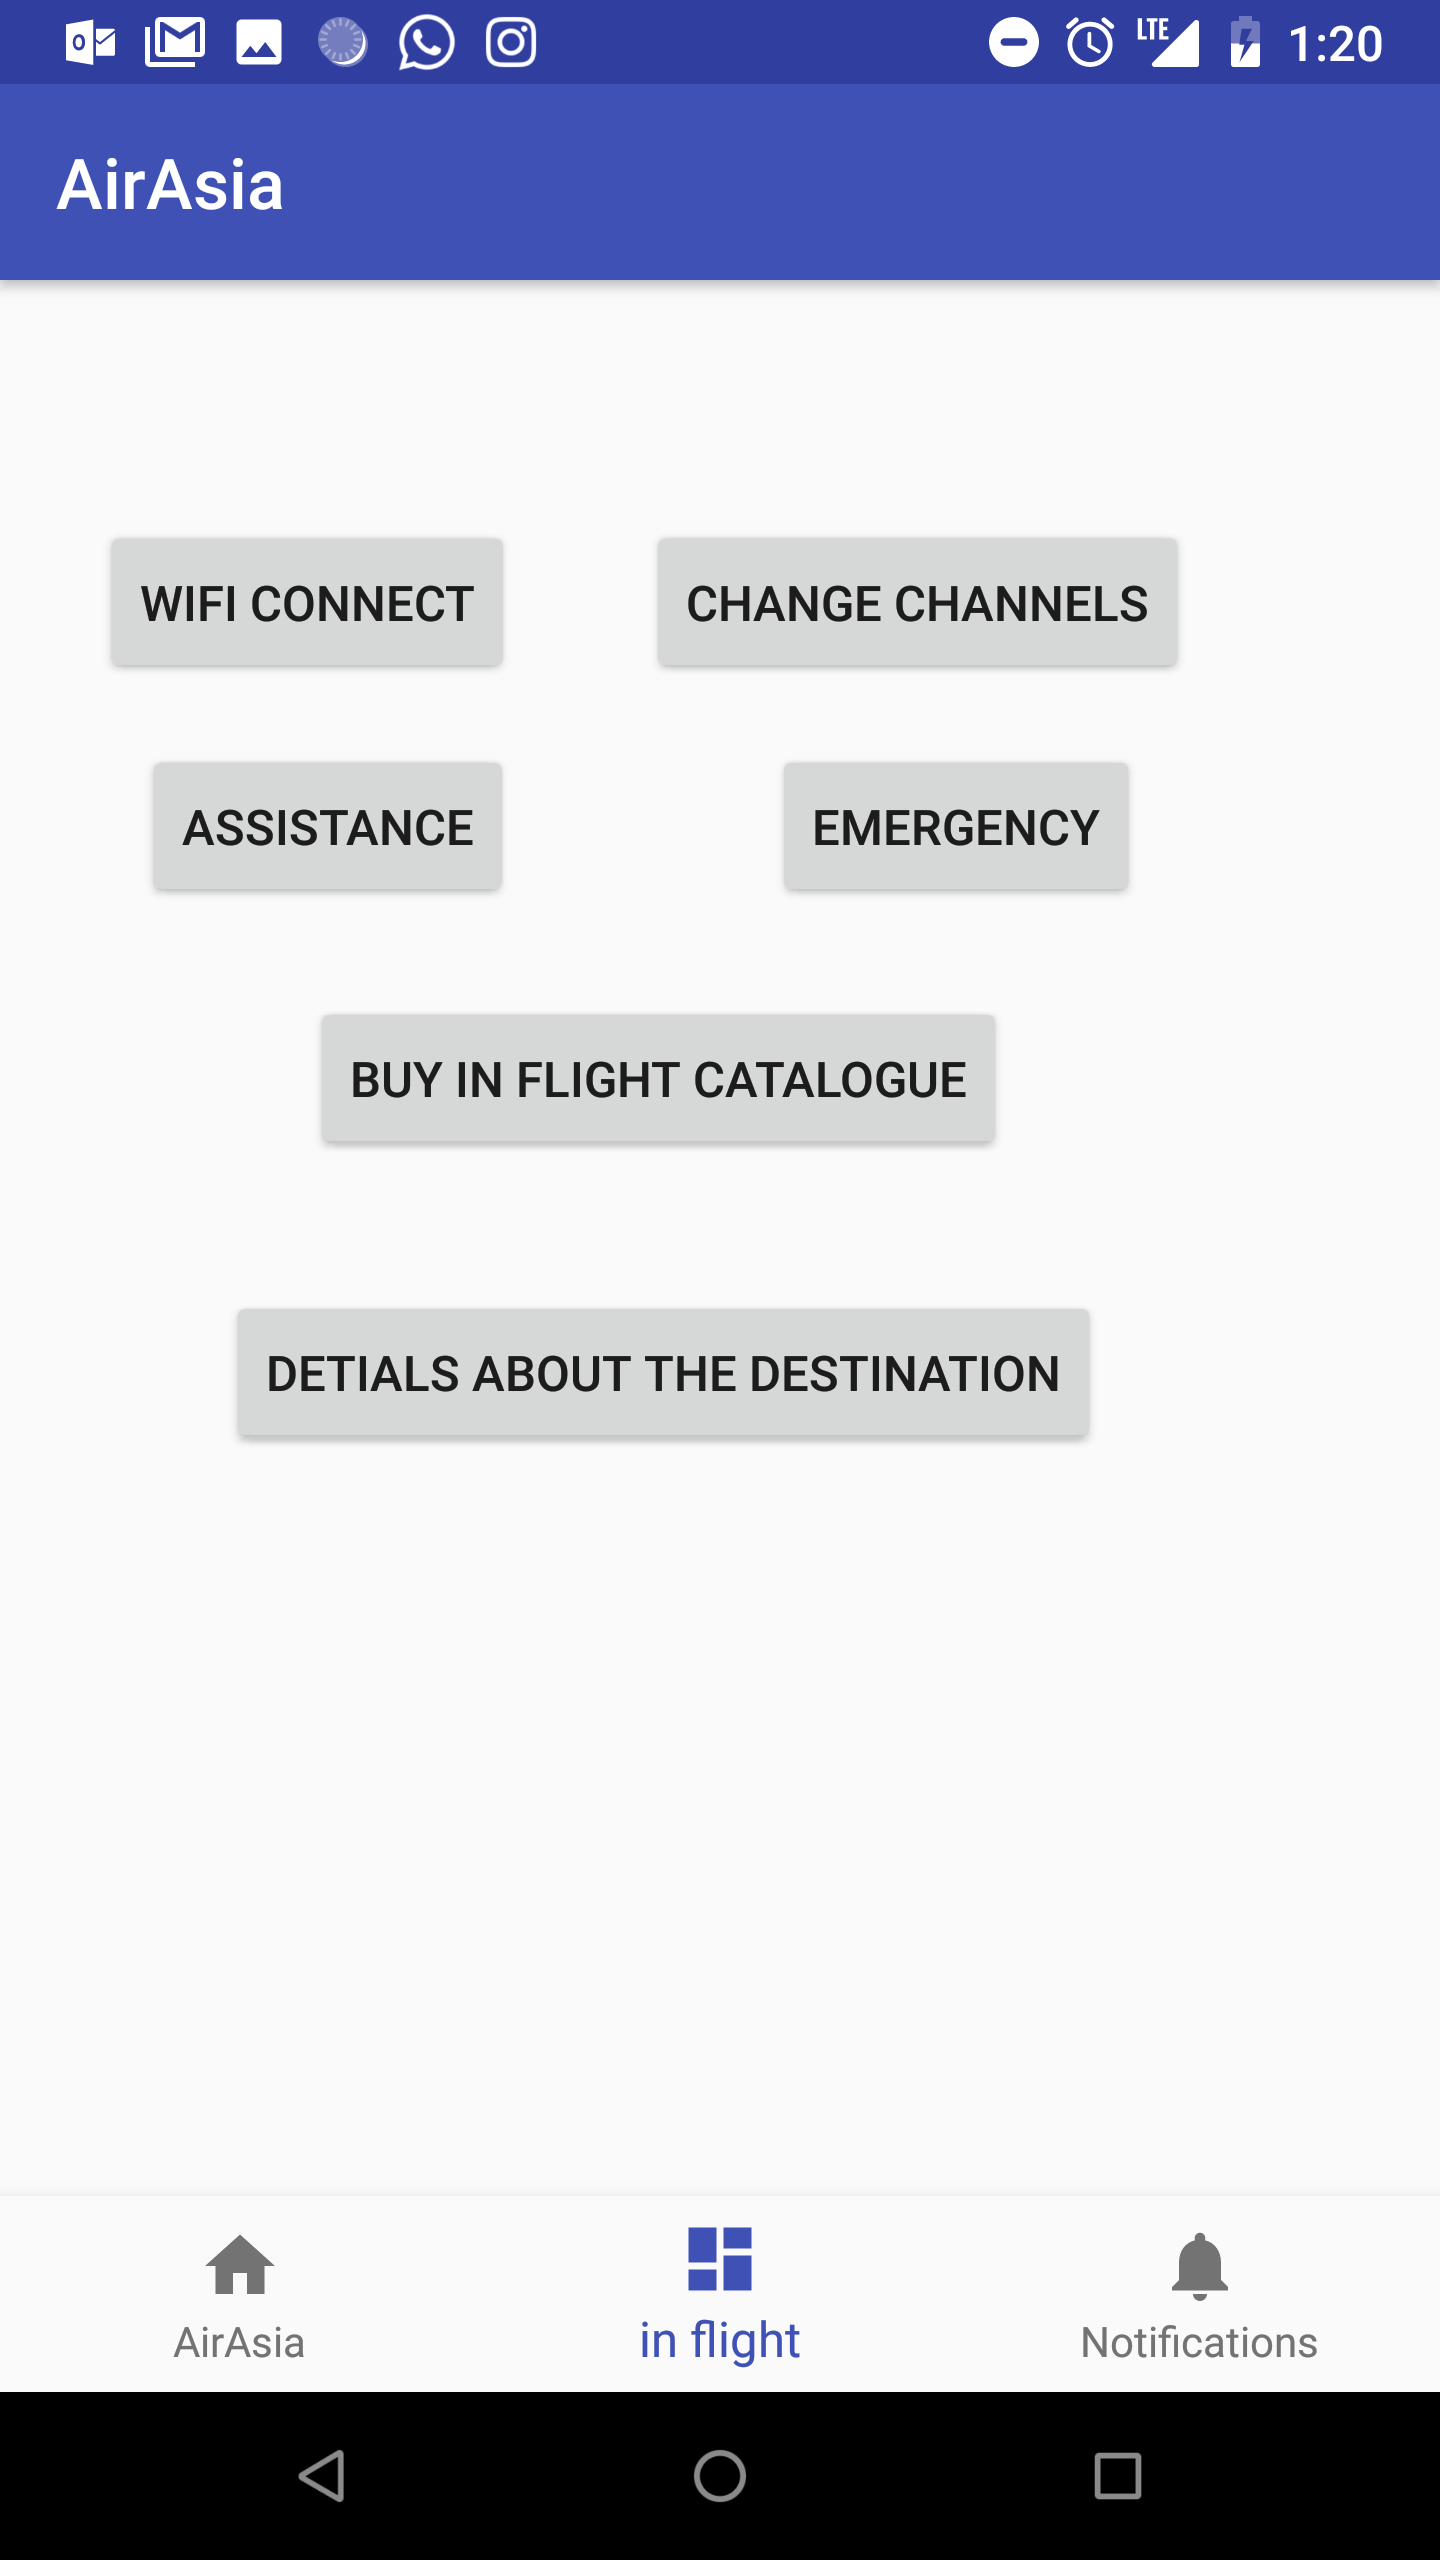 LTE 1:20
AirAsia
WIFI CONNECT CHANGE CHANNELS
ASSISTANCE EMERGENCY
BUY IN FLIGHT CATALOGUE
DETIALS ABOUT THE DESTINATION
AirAsia in flight Notifications